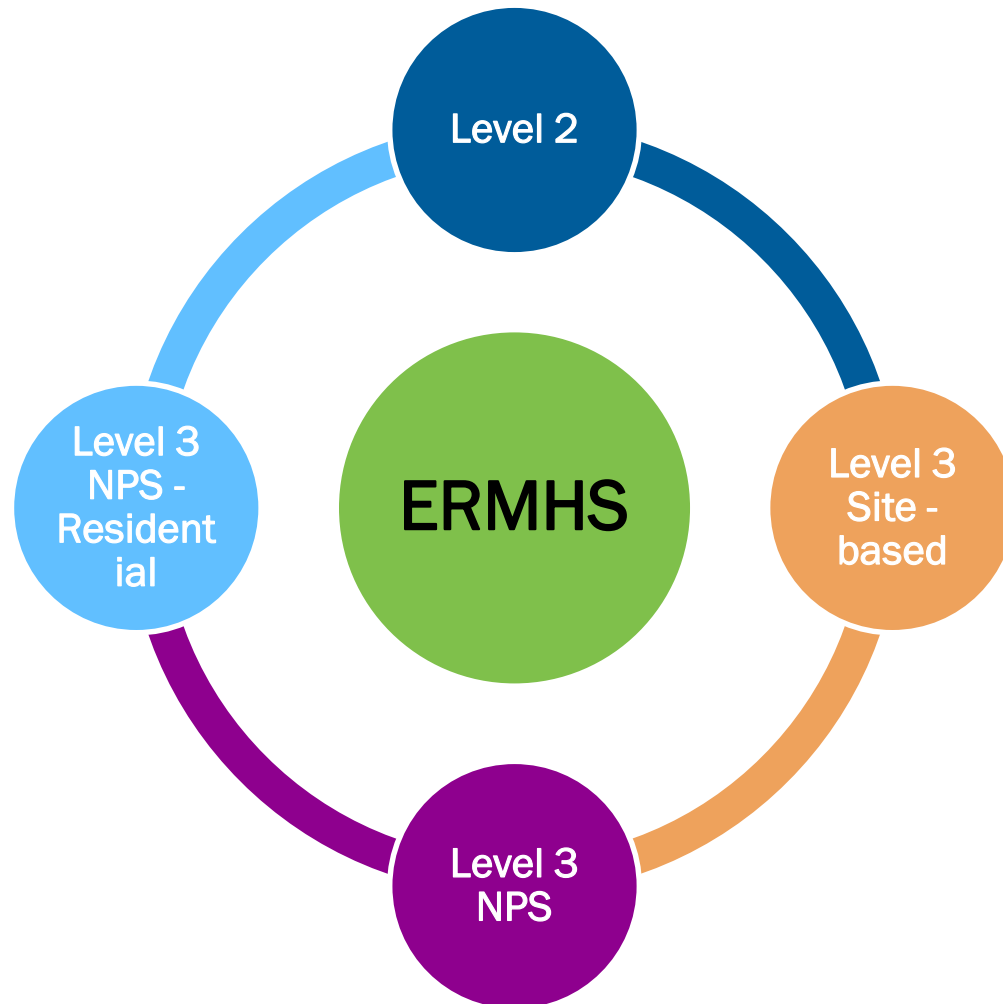 Level 2
Level 3
NPS -
Resident
ial
ERMHS
Level 3
Site -
based
Level 3
NPS